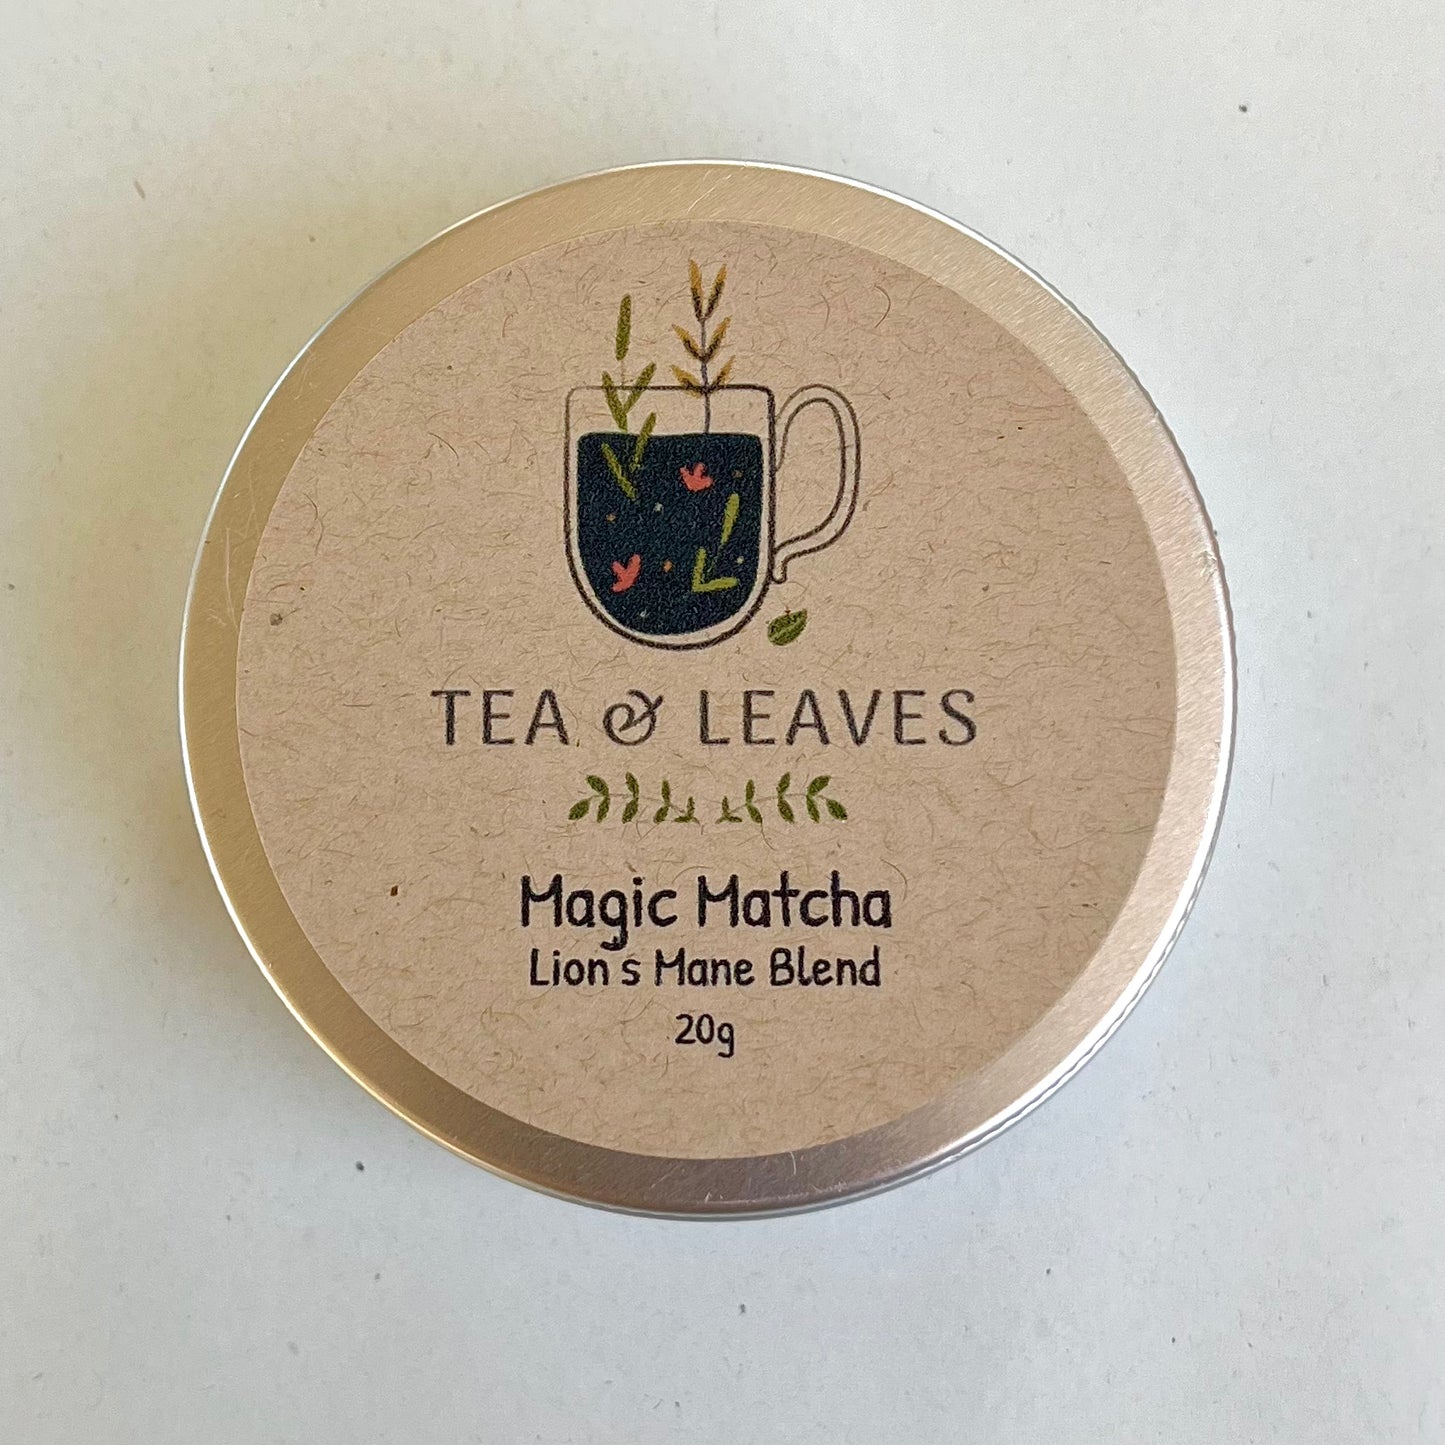 TEA & LEAVES
Magic Matcha
Lion s Mane Blend
20g